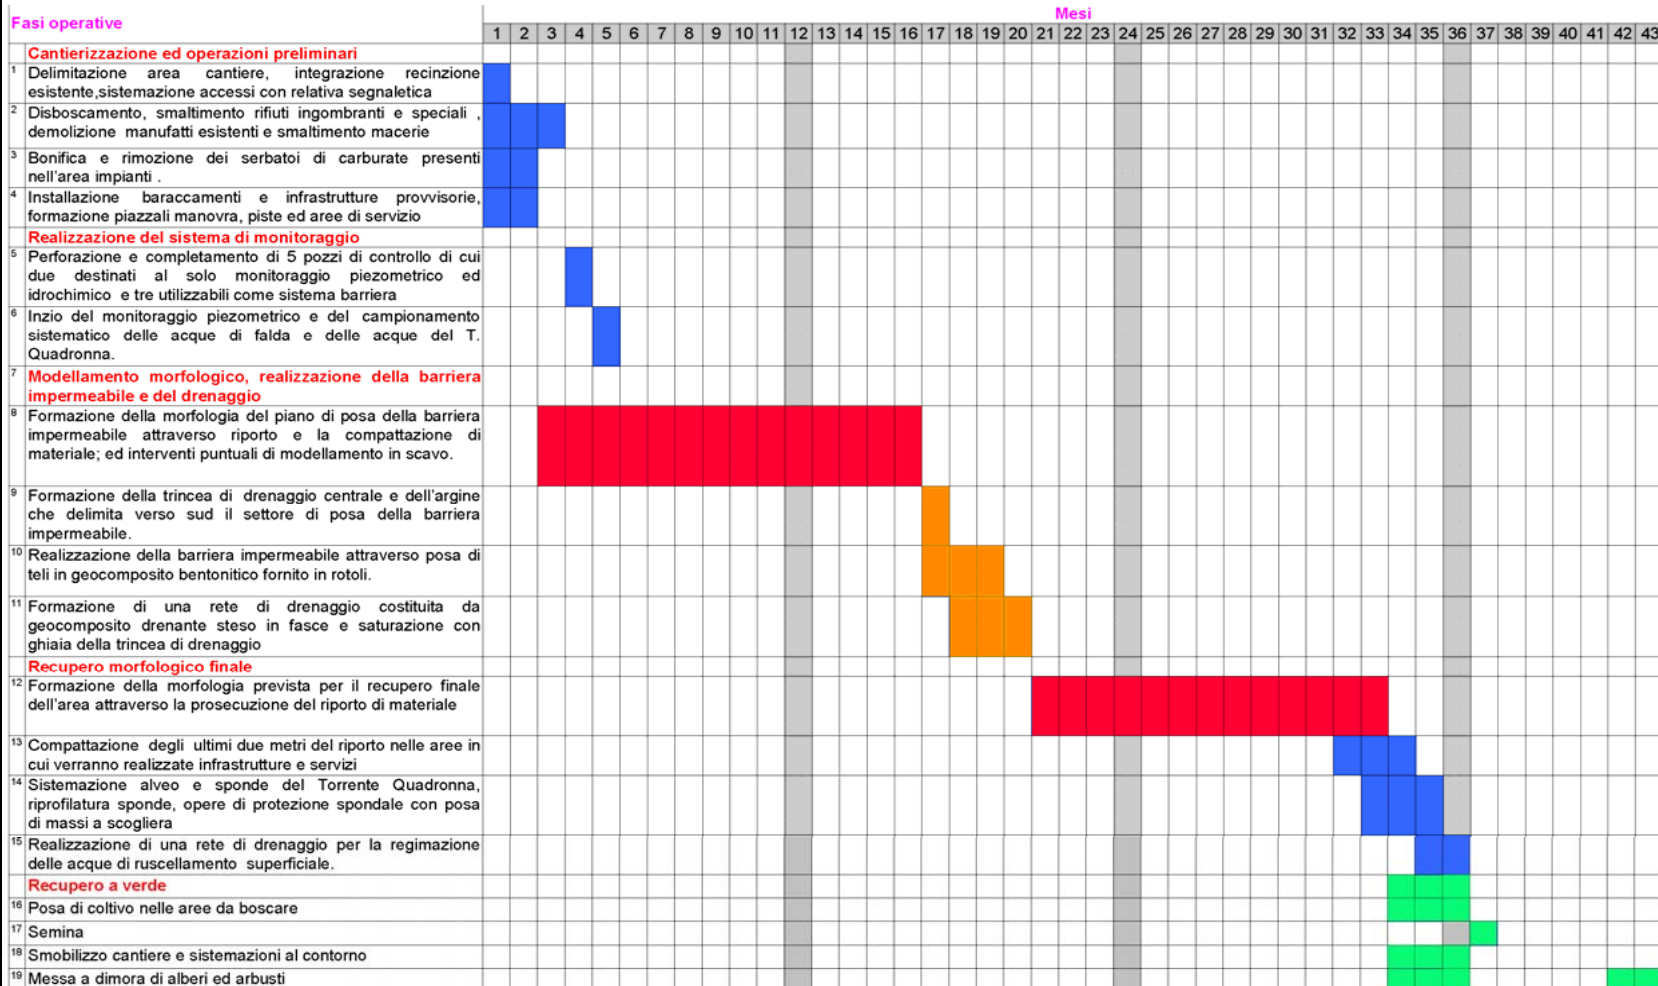 Mesi
Fasi operative
1 2 3 4 5 6 7 8 9 10 11 12 13 14 15 16 17 18 19 20 21 22 23 24 25 26 27 28 29 30 31 32 33 34 35 36 37 38 39 40 41 42 43
Cantierizzazione ed operazioni preliminari
1 Delimitazione area cantiere, integrazione recinzione
esistente,sistemazione accessi con relativa segnaletica
2 Disboscamento, smaltimento rifiuti ingombranti e speciali ,
demolizione manufatti esistenti e smaltimento macerie
3 Bonifica e rimozione dei serbatoi di carburate presenti
nell'area impianti .
4 Installazione baraccamenti e infrastrutture provvisorie,
formazione piazzali manovra, piste ed aree di servizio
Realizzazione del sistema di monitoraggio
5 Perforazione e completamento di 5 pozzi di controllo di cui
due destinati al solo monitoraggio piezometrico ed
idrochimico e tre utilizzabili come sistema barriera
6 Inzio del monitoraggio piezometrico e del campionamento
sistematico delle acque di falda e delle acque del T.
Quadronna.
7 Modellamento morfologico, realizzazione della barriera
impermeabile e del drenaggio
8 Formazione della morfologia del piano di posa della barriera
impermeabile attraverso riporto e la compattazione di
materiale; ed interventi puntuali di modellamento in scavo.
9 Formazione della trincea di drenaggio centrale e dell'argine
che delimita verso sud il settore di posa della barriera
impermeabile.
10 Realizzazione della barriera impermeabile attraverso posa di
teli in geocomposito bentonitico fornito in rotoli.
11 Formazione di una rete di drenaggio costituita da
geocomposito drenante steso in fasce e saturazione con
ghiaia della trincea di drenaggio
Recupero morfologico finale
12 Formazione della morfologia prevista per il recupero finale
dell'area attraverso la prosecuzione del riporto di materiale
13 Compattazione degli ultimi due metri del riporto nelle aree in
cui verranno realizzate infrastrutture e servizi
14 Sistemazione alveo e sponde del Torrente Quadronna,
riprofilatura sponde, opere di protezione spondale con posa
di massi a scogliera
15 Realizzazione di una rete di drenaggio per la regimazione
delle acque di ruscellamento superficiale.
Recupero a verde
16 Posa di coltivo nelle aree da boscare
17 Semina
18 Smobilizzo cantiere e sistemazioni al contorno
19 Messa a dimora di alberi ed arbusti